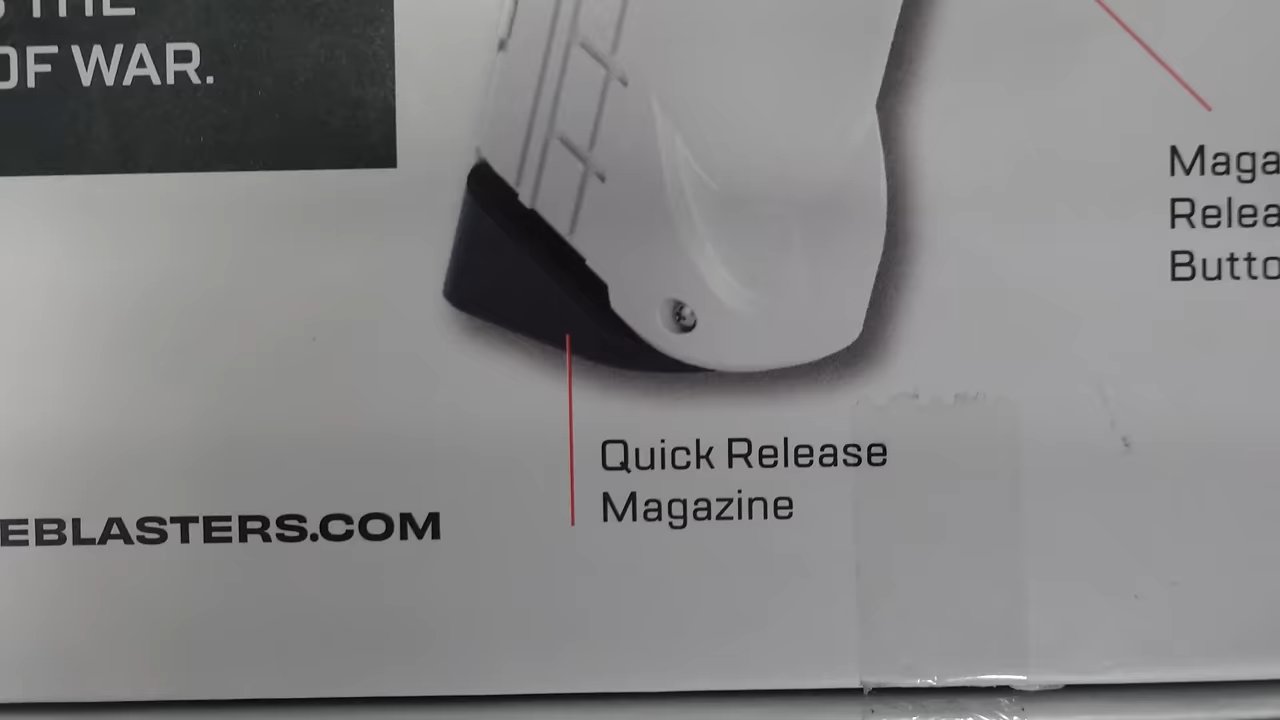 THE
OF WAR.
Maga
Relea
Butto
Quick Release
Magazine
EBLASTERS.COM